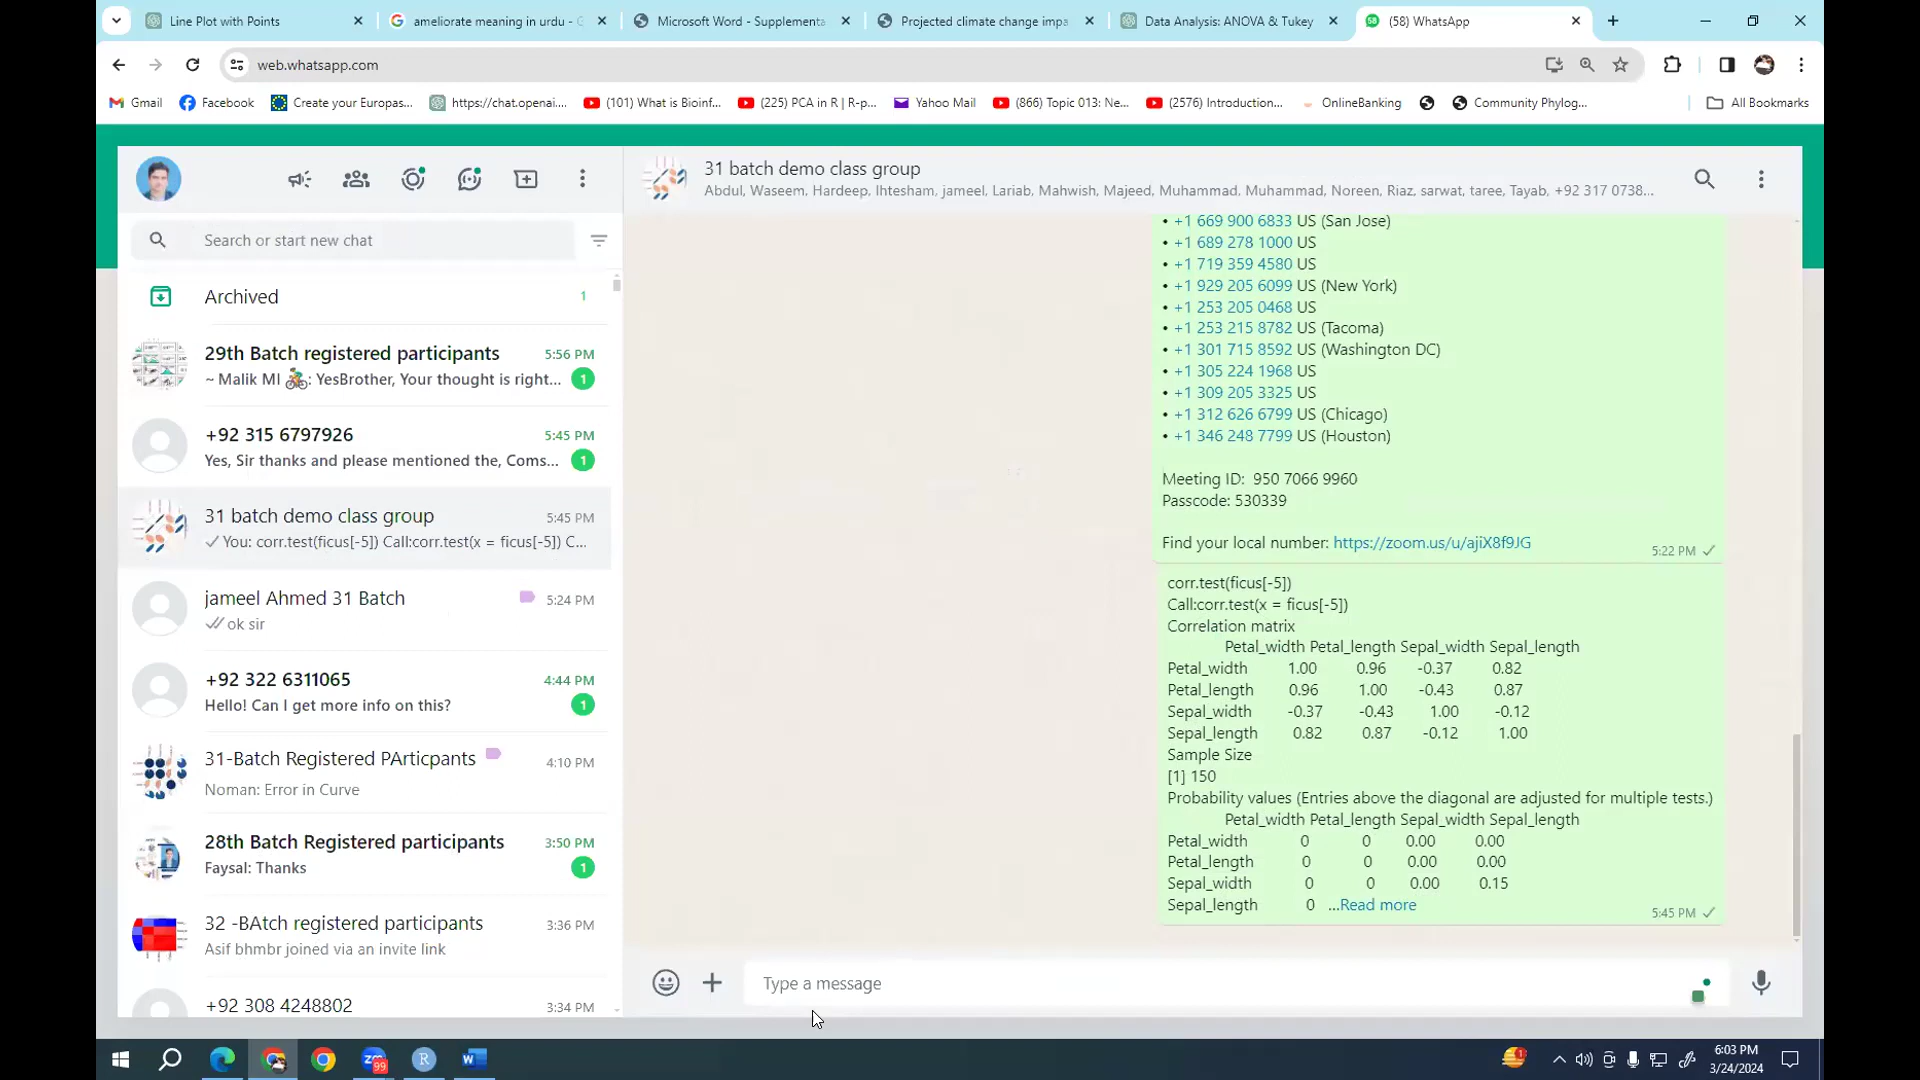 Line Plot with Points
ameliorate meaning in urdu - G
Microsoft Word - Supplementa
Projected climate change impa
Data Analysis: ANOVA & Tukey
(58) WhatsApp
web.whatsapp.com
Gmail
Facebook
Create your Europas...
https://chat.openai....
(101) What is Bioinf...
(225) PCA in R | R-p...
Yahoo Mail
(866) Topic 013: Ne...
(2576) Introduction...
OnlineBanking
Community Phylog...
All Bookmarks
Search or start new chat
Archived 1
29th Batch registered participants 5:56 PM
~ Malik MI 🚴: YesBrother, Your thought is right... 1
+92 315 6797926 5:45 PM
Yes, Sir thanks and please mentioned the, Coms... 1
31 batch demo class group 5:45 PM
You: corr.test(ficus[-5]) Call:corr.test(x = ficus[-5]) C...
jameel Ahmed 31 Batch 5:24 PM
ok sir
+92 322 6311065 4:44 PM
Hello! Can I get more info on this? 1
31-Batch Registered PArticpants 4:10 PM
Noman: Error in Curve
28th Batch Registered participants 3:50 PM
Faysal: Thanks 1
32 -BAtch registered participants 3:36 PM
Asif bhmbr joined via an invite link
+92 308 4248802 3:34 PM
31 batch demo class group
Abdul, Waseem, Hardeep, Ihtesham, jameel, Lariab, Mahwish, Majeed, Muhammad, Muhammad, Noreen, Riaz, sarwat, taree, Tayab, +92 317 0738...
• +1 669 900 6833 US (San Jose)
• +1 689 278 1000 US
• +1 719 359 4580 US
• +1 929 205 6099 US (New York)
• +1 253 205 0468 US
• +1 253 215 8782 US (Tacoma)
• +1 301 715 8592 US (Washington DC)
• +1 305 224 1968 US
• +1 309 205 3325 US
• +1 312 626 6799 US (Chicago)
• +1 346 248 7799 US (Houston)
Meeting ID: 950 7066 9960
Passcode: 530339
Find your local number: https://zoom.us/u/ajiX8f9JG
5:22 PM
corr.test(ficus[-5])
Call:corr.test(x = ficus[-5])
Correlation matrix
Petal_width Petal_length Sepal_width Sepal_length
Petal_width 1.00 0.96 -0.37 0.82
Petal_length 0.96 1.00 -0.43 0.87
Sepal_width -0.37 -0.43 1.00 -0.12
Sepal_length 0.82 0.87 -0.12 1.00
Sample Size
[1] 150
Probability values (Entries above the diagonal are adjusted for multiple tests.)
Petal_width Petal_length Sepal_width Sepal_length
Petal_width 0 0 0.00 0.00
Petal_length 0 0 0.00 0.00
Sepal_width 0 0 0.00 0.15
Sepal_length 0 ...Read more
5:45 PM
Type a message
99
6:03 PM
3/24/2024